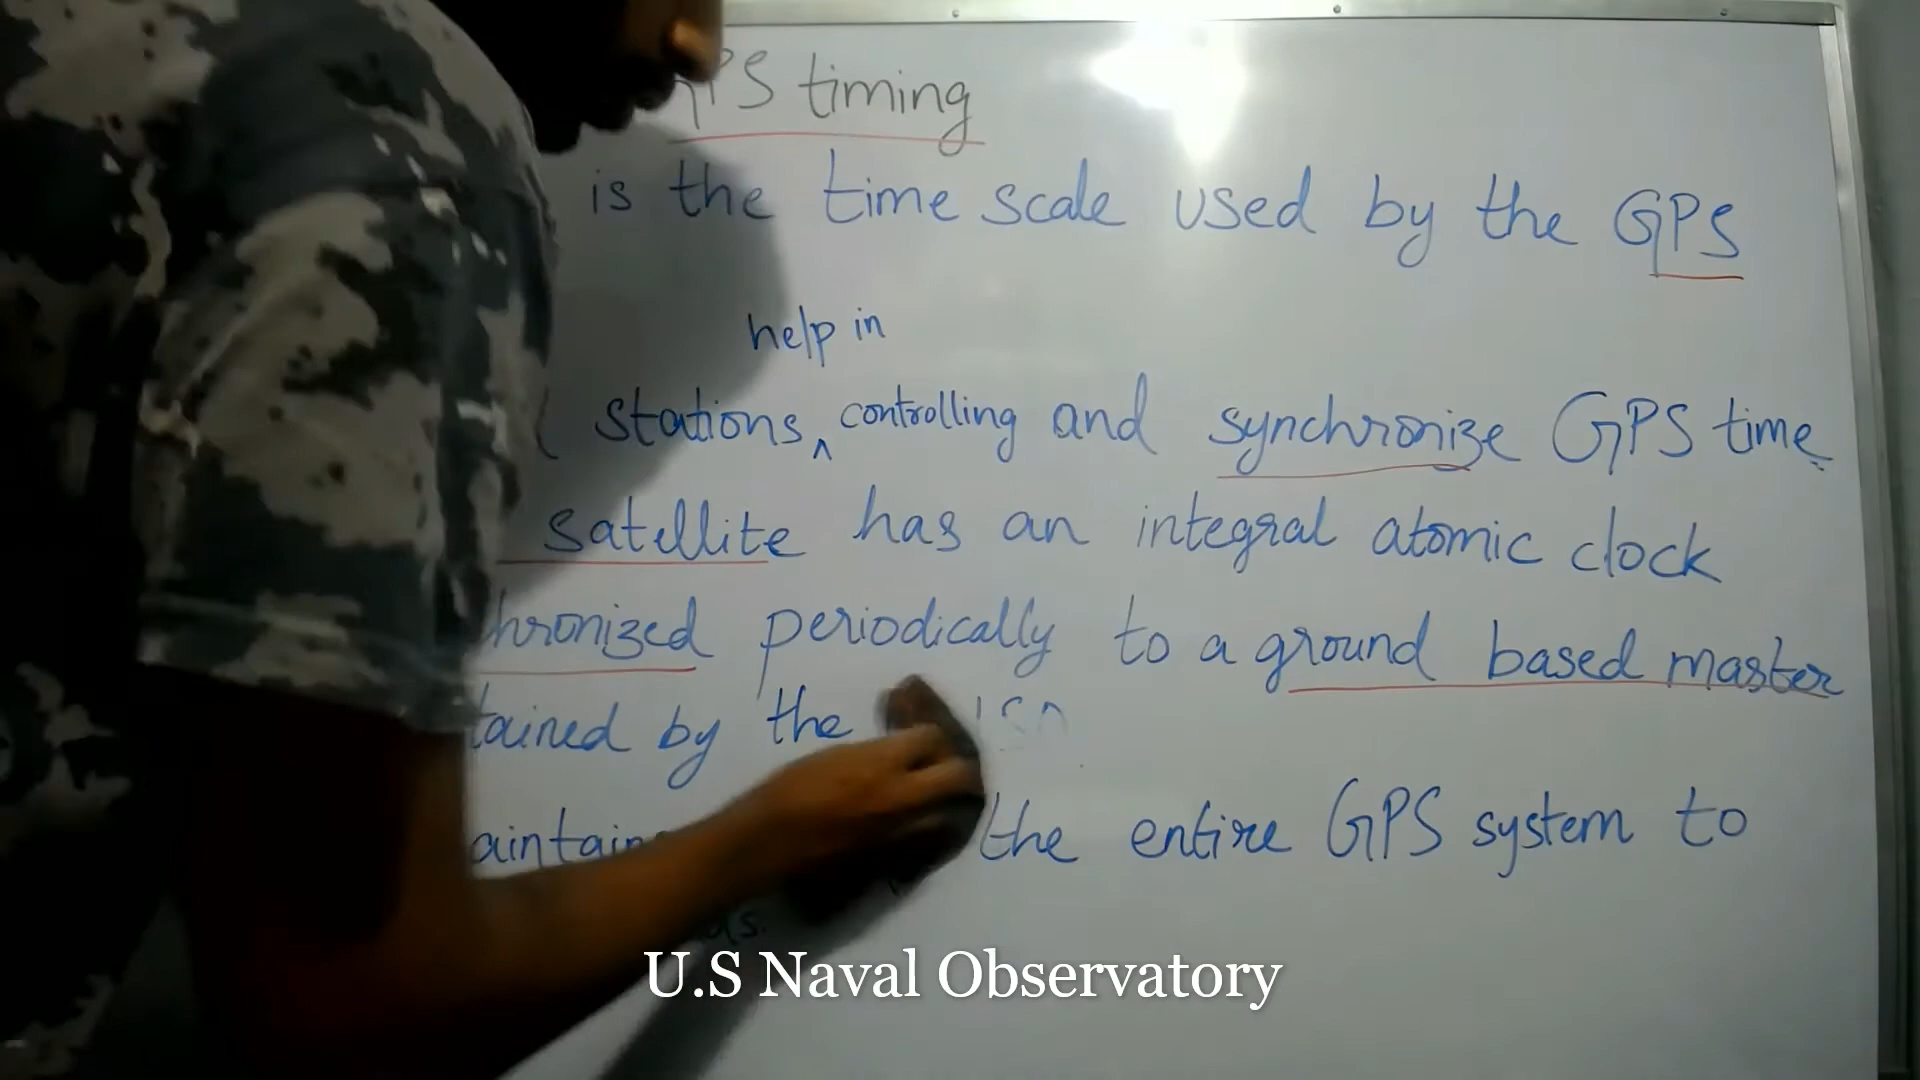 GPS timing
is the time scale used by the GPS
help in
stations ^ controlling and synchronize GPS time
satellite has an integral atomic clock
hronized periodically to a ground based master
tained by the
aintain the entire GPS system to
U.S Naval Observatory